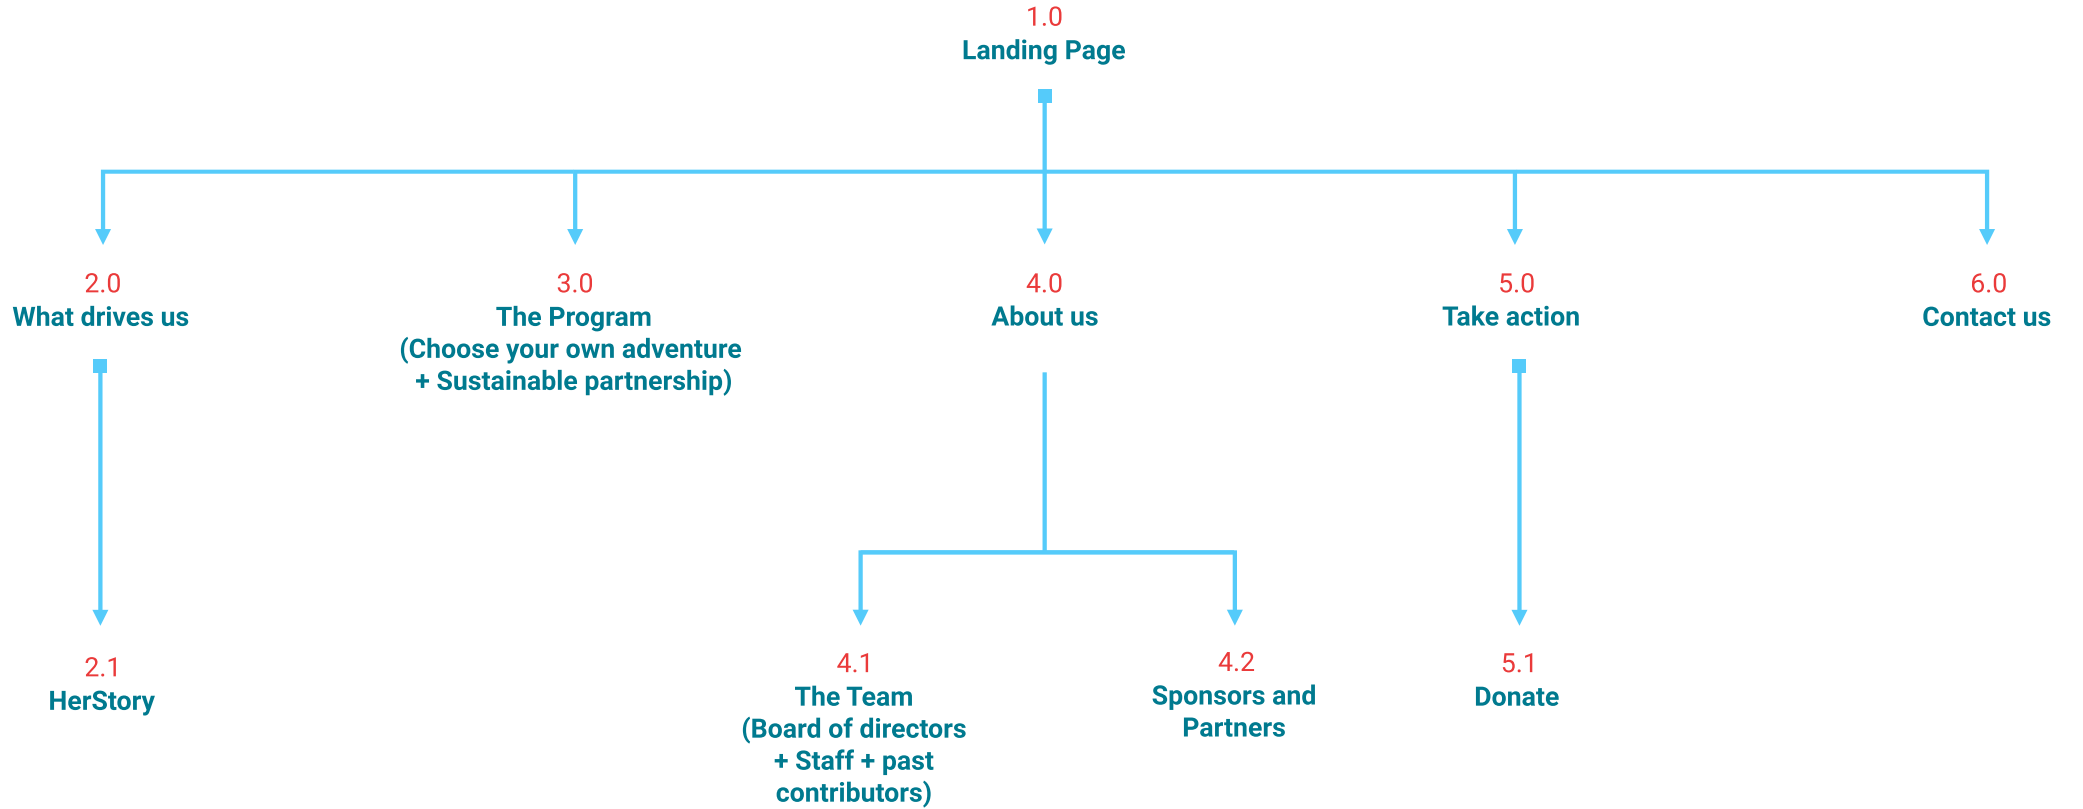 1.0
Landing Page
2.0
What drives us
3.0
The Program
(Choose your own adventure
+ Sustainable partnership)
4.0
About us
5.0
Take action
6.0
Contact us
2.1
HerStory
4.1
The Team
(Board of directors
+ Staff + past
contributors)
4.2
Sponsors and
Partners
5.1
Donate